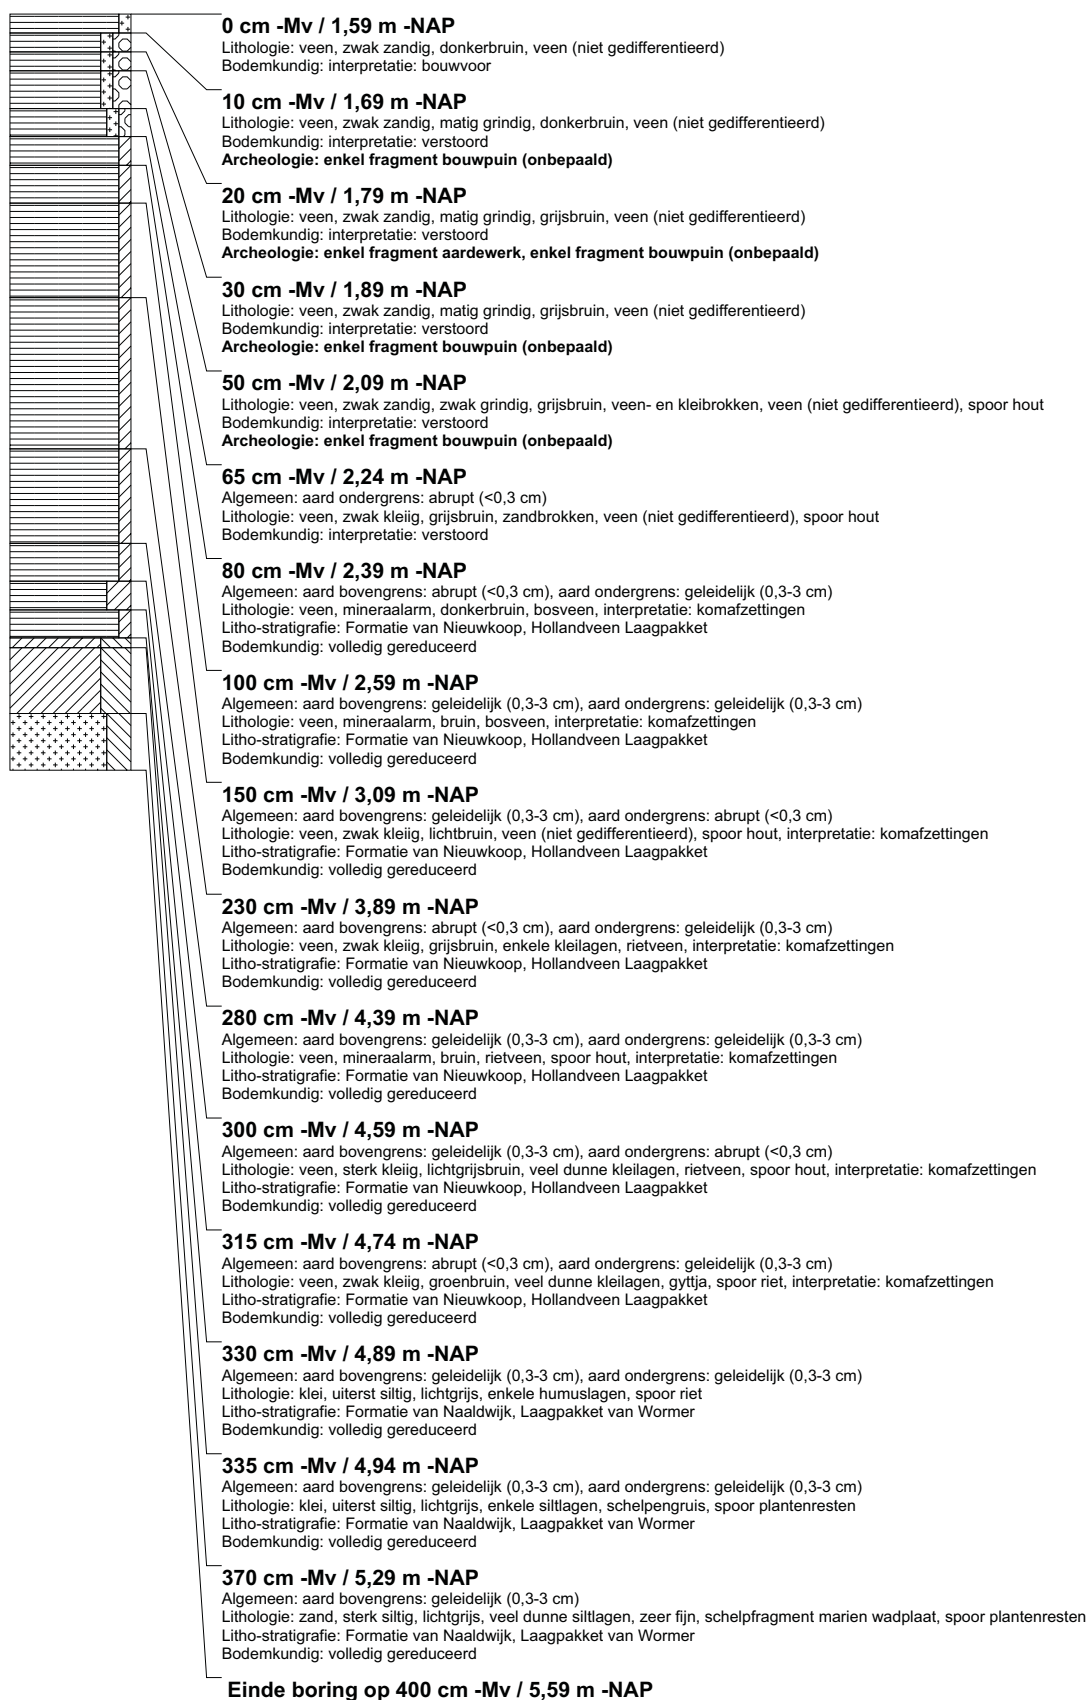 0 cm -Mv / 1,59 m -NAP
Lithologie: veen, zwak zandig, donkerbruin, veen (niet gedifferentieerd)
Bodemkundig: interpretatie: bouwvoor
10 cm -Mv / 1,69 m -NAP
Lithologie: veen, zwak zandig, matig grindig, donkerbruin, veen (niet gedifferentieerd)
Bodemkundig: interpretatie: verstoord
Archeologie: enkel fragment bouwpuin (onbepaald)
20 cm -Mv / 1,79 m -NAP
Lithologie: veen, zwak zandig, matig grindig, grijsbruin, veen (niet gedifferentieerd)
Bodemkundig: interpretatie: verstoord
Archeologie: enkel fragment aardewerk, enkel fragment bouwpuin (onbepaald)
30 cm -Mv / 1,89 m -NAP
Lithologie: veen, zwak zandig, matig grindig, grijsbruin, veen (niet gedifferentieerd)
Bodemkundig: interpretatie: verstoord
Archeologie: enkel fragment bouwpuin (onbepaald)
50 cm -Mv / 2,09 m -NAP
Lithologie: veen, zwak zandig, zwak grindig, grijsbruin, veen- en kleibrokken, veen (niet gedifferentieerd), spoor hout
Bodemkundig: interpretatie: verstoord
Archeologie: enkel fragment bouwpuin (onbepaald)
65 cm -Mv / 2,24 m -NAP
Algemeen: aard ondergrens: abrupt (<0,3 cm)
Lithologie: veen, zwak kleiig, grijsbruin, zandbrokken, veen (niet gedifferentieerd), spoor hout
Bodemkundig: interpretatie: verstoord
80 cm -Mv / 2,39 m -NAP
Algemeen: aard bovengrens: abrupt (<0,3 cm), aard ondergrens: geleidelijk (0,3-3 cm)
Lithologie: veen, mineraalarm, donkerbruin, bosveen, interpretatie: komafzettingen
Litho-stratigrafie: Formatie van Nieuwkoop, Hollandveen Laagpakket
Bodemkundig: volledig gereduceerd
100 cm -Mv / 2,59 m -NAP
Algemeen: aard bovengrens: geleidelijk (0,3-3 cm), aard ondergrens: geleidelijk (0,3-3 cm)
Lithologie: veen, mineraalarm, bruin, bosveen, interpretatie: komafzettingen
Litho-stratigrafie: Formatie van Nieuwkoop, Hollandveen Laagpakket
Bodemkundig: volledig gereduceerd
150 cm -Mv / 3,09 m -NAP
Algemeen: aard bovengrens: geleidelijk (0,3-3 cm), aard ondergrens: abrupt (<0,3 cm)
Lithologie: veen, zwak kleiig, lichtbruin, veen (niet gedifferentieerd), spoor hout, interpretatie: komafzettingen
Litho-stratigrafie: Formatie van Nieuwkoop, Hollandveen Laagpakket
Bodemkundig: volledig gereduceerd
230 cm -Mv / 3,89 m -NAP
Algemeen: aard bovengrens: abrupt (<0,3 cm), aard ondergrens: geleidelijk (0,3-3 cm)
Lithologie: veen, zwak kleiig, grijsbruin, enkele kleilagen, rietveen, interpretatie: komafzettingen
Litho-stratigrafie: Formatie van Nieuwkoop, Hollandveen Laagpakket
Bodemkundig: volledig gereduceerd
280 cm -Mv / 4,39 m -NAP
Algemeen: aard bovengrens: geleidelijk (0,3-3 cm), aard ondergrens: geleidelijk (0,3-3 cm)
Lithologie: veen, mineraalarm, bruin, rietveen, spoor hout, interpretatie: komafzettingen
Litho-stratigrafie: Formatie van Nieuwkoop, Hollandveen Laagpakket
Bodemkundig: volledig gereduceerd
300 cm -Mv / 4,59 m -NAP
Algemeen: aard bovengrens: geleidelijk (0,3-3 cm), aard ondergrens: abrupt (<0,3 cm)
Lithologie: veen, sterk kleiig, lichtgrijsbruin, veel dunne kleilagen, rietveen, spoor hout, interpretatie: komafzettingen
Litho-stratigrafie: Formatie van Nieuwkoop, Hollandveen Laagpakket
Bodemkundig: volledig gereduceerd
315 cm -Mv / 4,74 m -NAP
Algemeen: aard bovengrens: abrupt (<0,3 cm), aard ondergrens: geleidelijk (0,3-3 cm)
Lithologie: veen, zwak kleiig, groenbruin, veel dunne kleilagen, gyttja, spoor riet, interpretatie: komafzettingen
Litho-stratigrafie: Formatie van Nieuwkoop, Hollandveen Laagpakket
Bodemkundig: volledig gereduceerd
330 cm -Mv / 4,89 m -NAP
Algemeen: aard bovengrens: geleidelijk (0,3-3 cm), aard ondergrens: geleidelijk (0,3-3 cm)
Lithologie: klei, uiterst siltig, lichtgrijs, enkele humuslagen, spoor riet
Litho-stratigrafie: Formatie van Naaldwijk, Laagpakket van Wormer
Bodemkundig: volledig gereduceerd
335 cm -Mv / 4,94 m -NAP
Algemeen: aard bovengrens: geleidelijk (0,3-3 cm), aard ondergrens: geleidelijk (0,3-3 cm)
Lithologie: klei, uiterst siltig, lichtgrijs, enkele siltlagen, schelpengruis, spoor plantenresten
Litho-stratigrafie: Formatie van Naaldwijk, Laagpakket van Wormer
Bodemkundig: volledig gereduceerd
370 cm -Mv / 5,29 m -NAP
Algemeen: aard bovengrens: geleidelijk (0,3-3 cm)
Lithologie: zand, sterk siltig, lichtgrijs, veel dunne siltlagen, zeer fijn, schelpfragment marien wadplaat, spoor plantenresten
Litho-stratigrafie: Formatie van Naaldwijk, Laagpakket van Wormer
Bodemkundig: volledig gereduceerd
Einde boring op 400 cm -Mv / 5,59 m -NAP